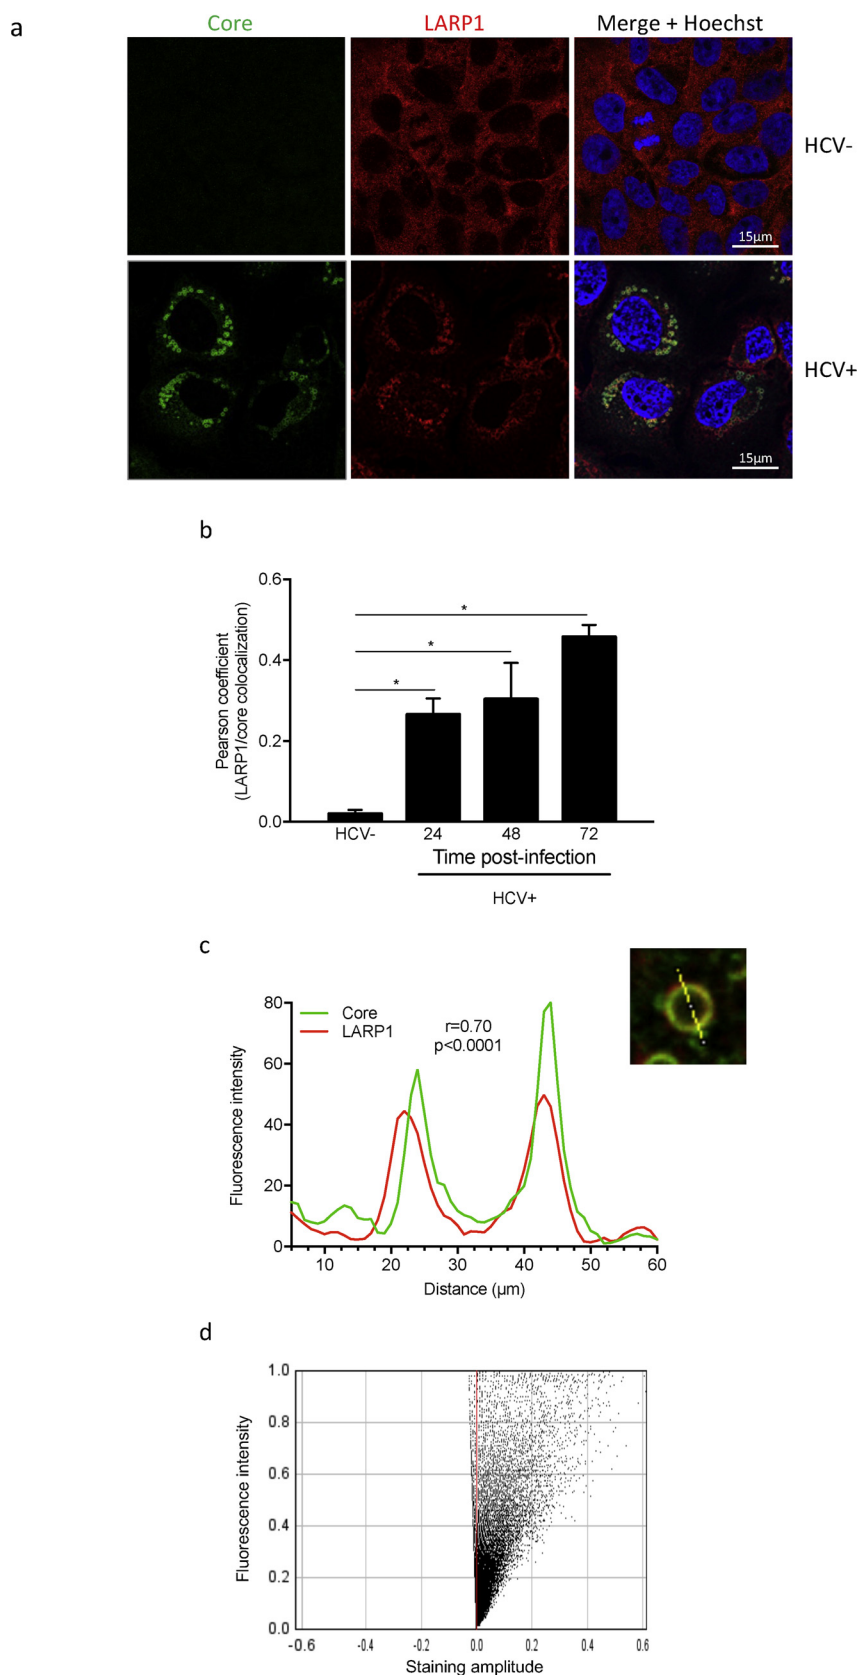 a
Core LARP1 Merge + Hoechst
HCV-
15µm
HCV+
15µm
b
Pearson coefficient
(LARP1/core colocalization)
0.6
0.4
0.2
0.0
* 
*
*
HCV- 24 48 72
Time post-infection
HCV+
c
Fluorescence intensity
80
60
40
20
0
Core
LARP1
r=0.70
p<0.0001
10 20 30 40 50 60
Distance (µm)
d
Fluorescence intensity
1.0
0.8
0.6
0.4
0.2
0.0
-0.6 -0.4 -0.2 0.0 0.2 0.4 0.6
Staining amplitude